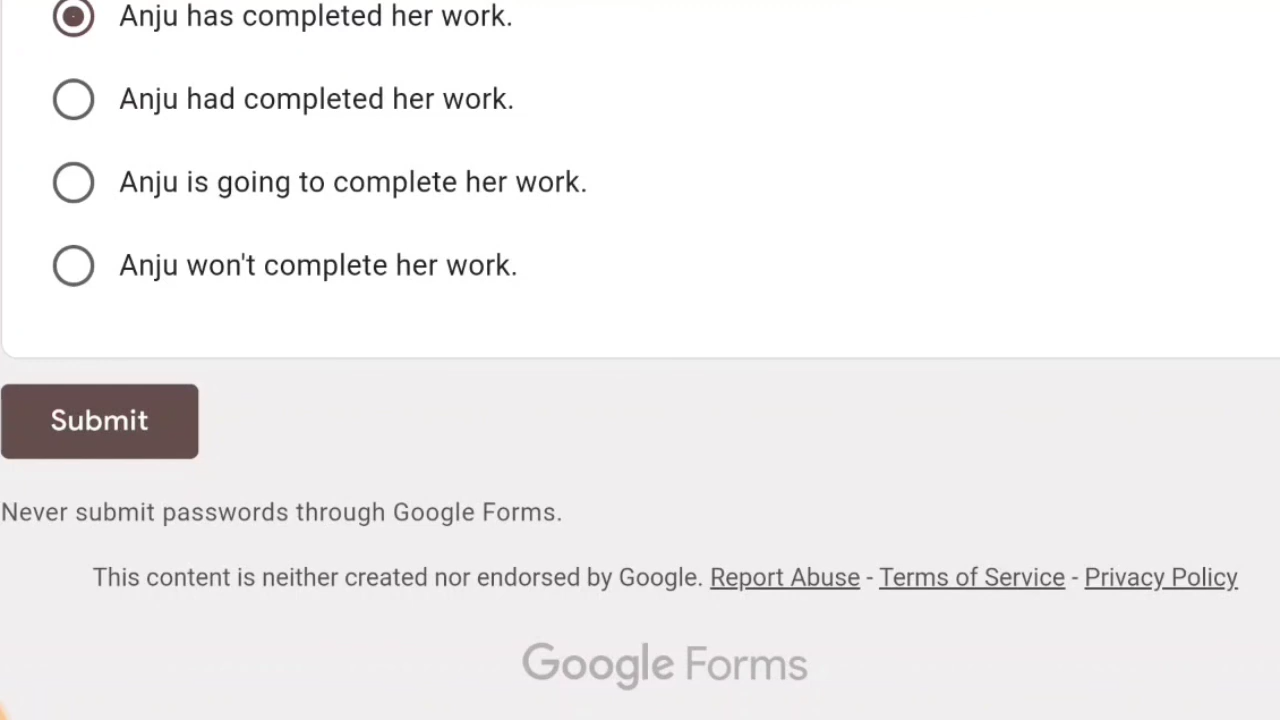 Anju has completed her work.
Anju had completed her work.
Anju is going to complete her work.
Anju won't complete her work.
Submit
Never submit passwords through Google Forms.
This content is neither created nor endorsed by Google. Report Abuse - Terms of Service - Privacy Policy
Google Forms